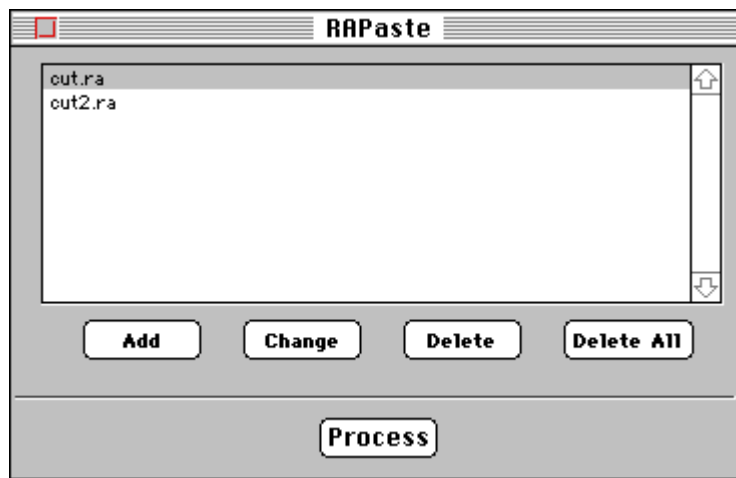 RAPaste
cut.ra
cut2.ra
Add Change Delete Delete All
Process